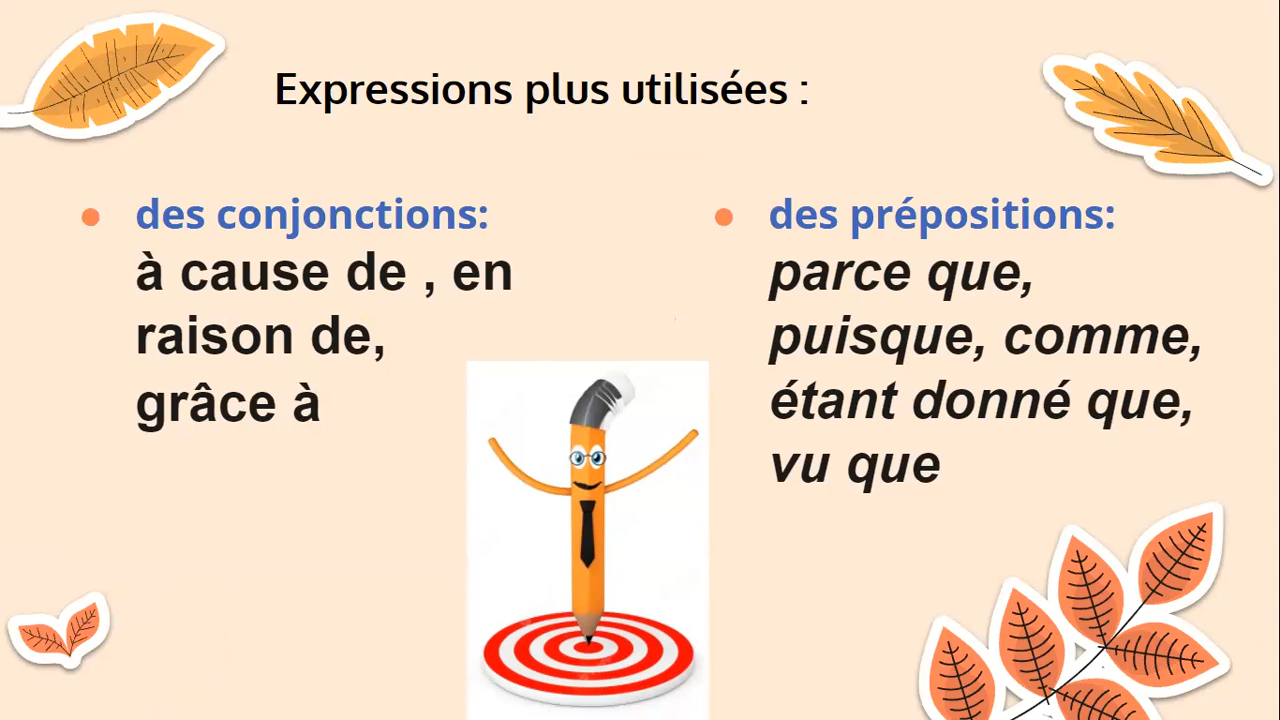 Expressions plus utilisées :
des conjonctions:
à cause de , en
raison de,
grâce à
des prépositions:
parce que,
puisque, comme,
étant donné que,
vu que